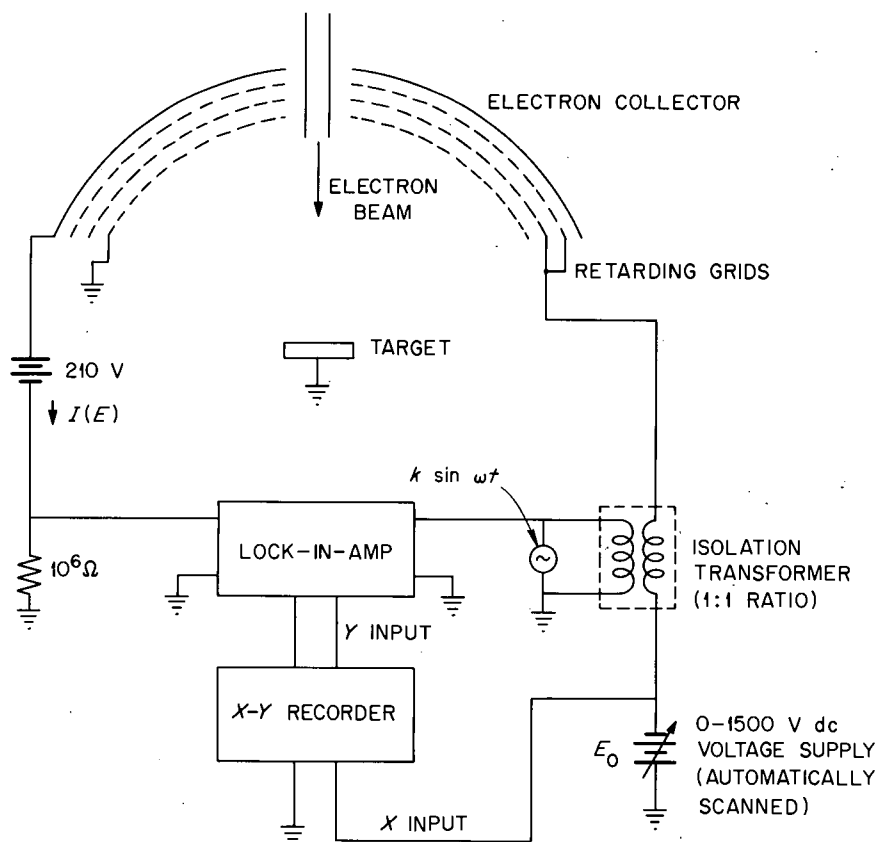 ELECTRON COLLECTOR
ELECTRON
BEAM
RETARDING GRIDS
TARGET
210 V
I(E)
k sin ωt
LOCK-IN-AMP
10⁶Ω
ISOLATION
TRANSFORMER
(1:1 RATIO)
Y INPUT
X-Y RECORDER
E₀
0-1500 V dc
VOLTAGE SUPPLY
(AUTOMATICALLY
SCANNED)
X INPUT